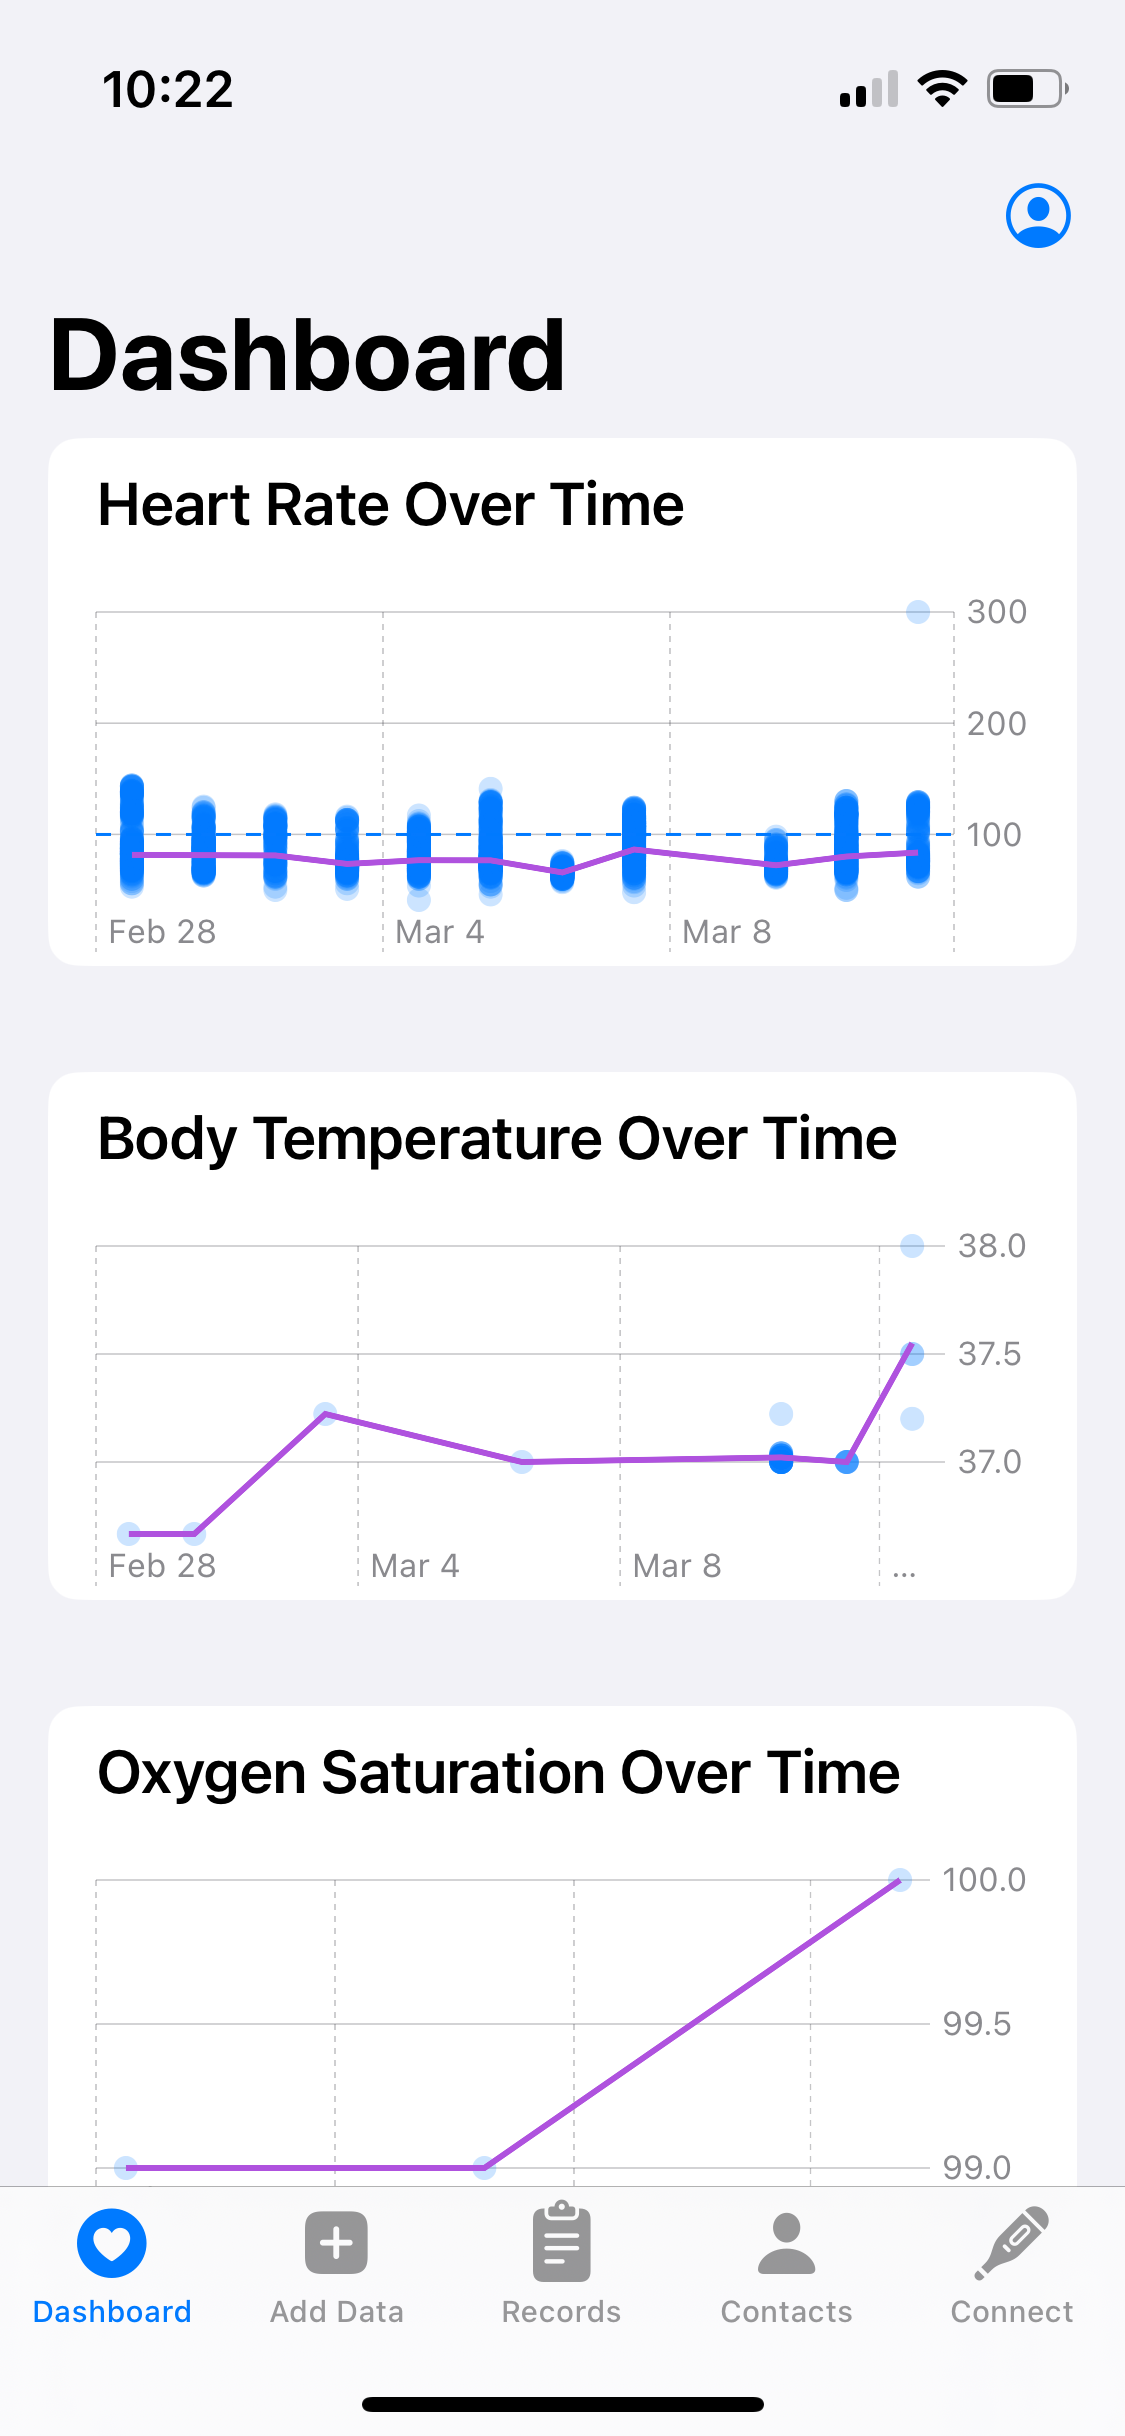 10:22
Dashboard
Heart Rate Over Time
300
200
100
Feb 28
Mar 4
Mar 8
Body Temperature Over Time
38.0
37.5
37.0
Feb 28
Mar 4
Mar 8
...
Oxygen Saturation Over Time
100.0
99.5
99.0
Dashboard
Add Data
Records
Contacts
Connect